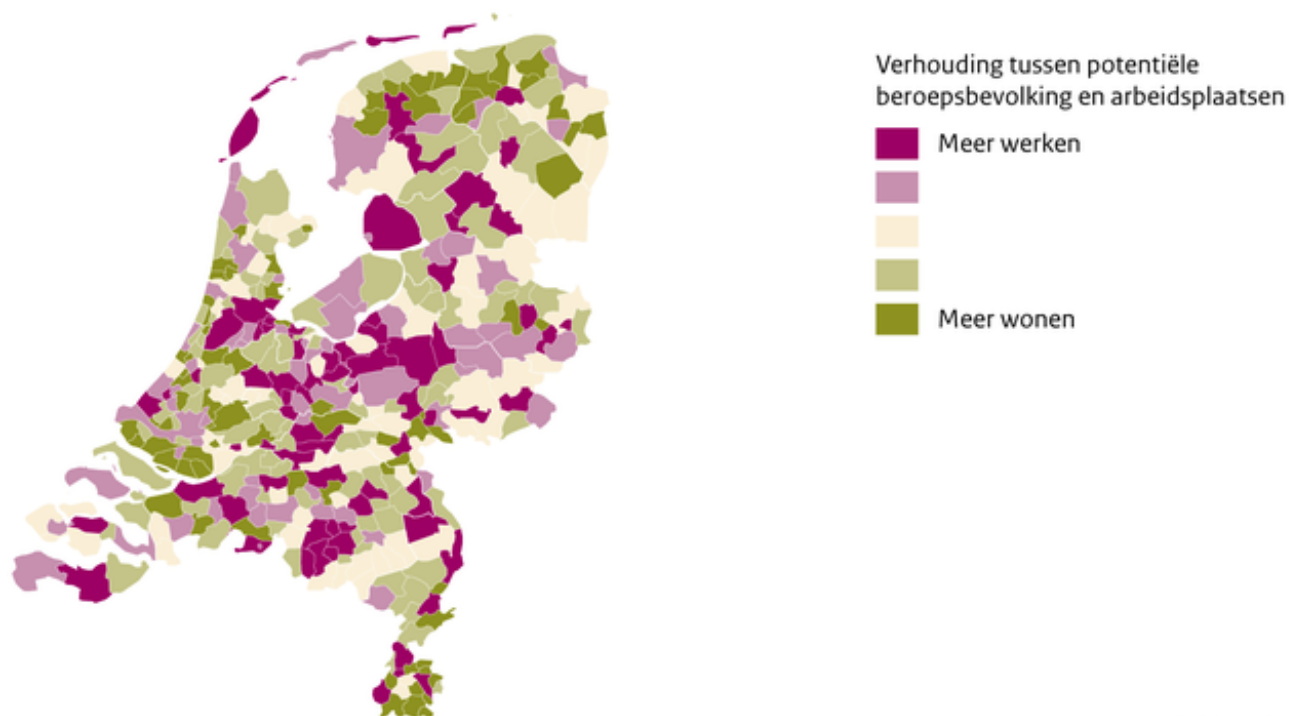 Verhouding tussen potentiële
beroepsbevolking en arbeidsplaatsen
Meer werken
Meer wonen